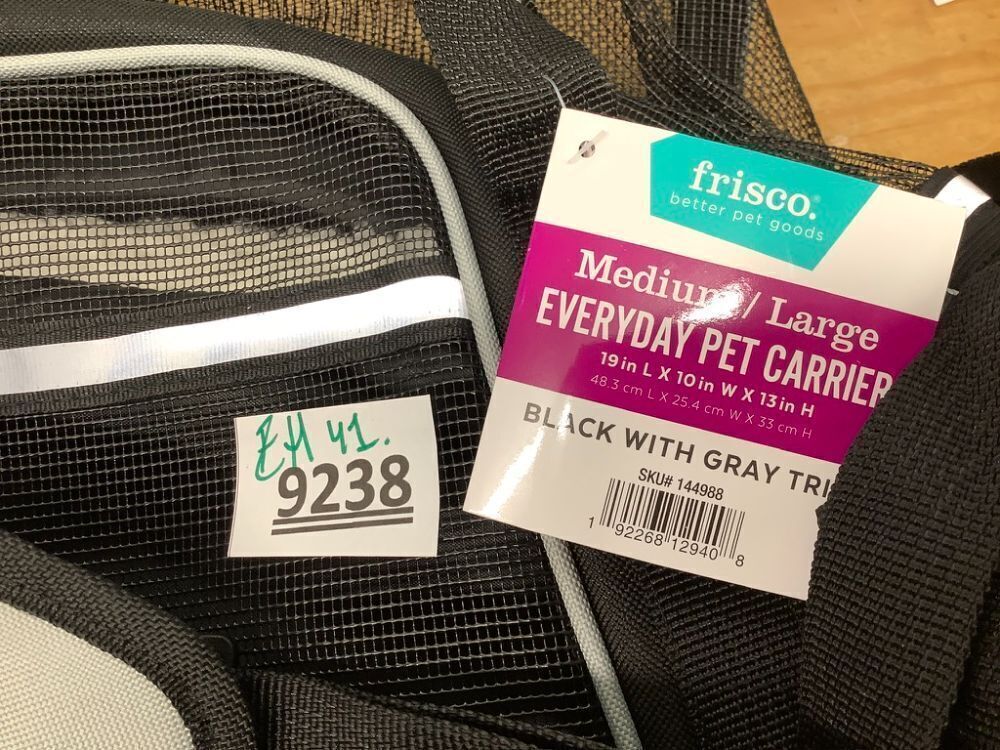 frisco.
better pet goods
Medium / Large
EVERYDAY PET CARRIER
19 in L X 10 in W X 13 in H
48.3 cm L X 25.4 cm W X 33 cm H
BLACK WITH GRAY TRI
SKU# 144988
1 92268 12940 8
EH 41.
9238